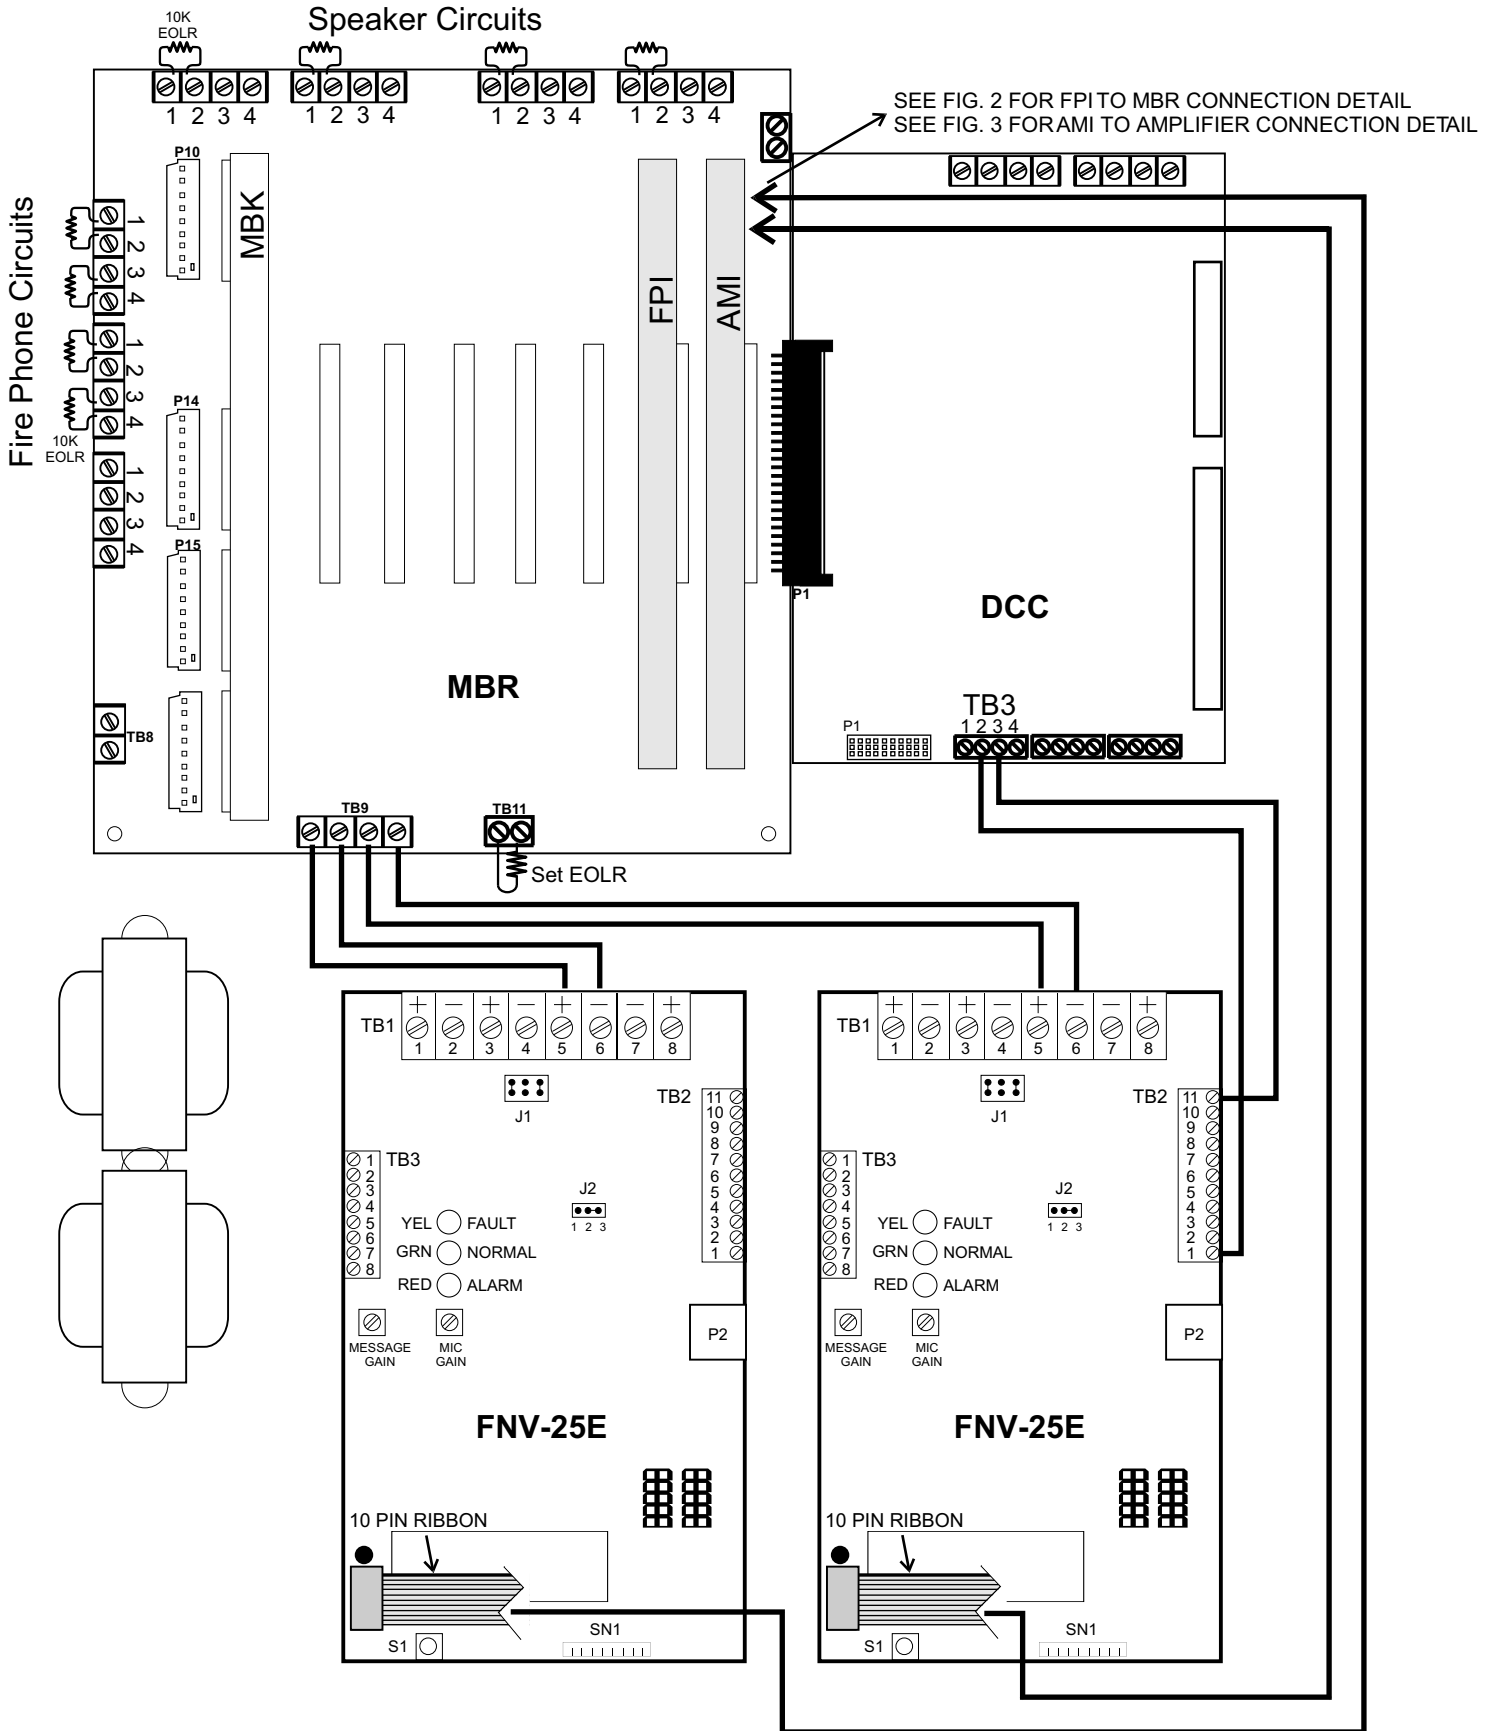 10K
EOLR
Speaker Circuits
1 2 3 4
1 2 3 4
1 2 3 4
1 2 3 4
SEE FIG. 2 FOR FPI TO MBR CONNECTION DETAIL
SEE FIG. 3 FOR AMI TO AMPLIFIER CONNECTION DETAIL
Fire Phone Circuits
10K
EOLR
1
2
3
4
1
2
3
4
1
2
3
4
P10
P14
P15
MBK
FPI
AMI
P1
DCC
MBR
TB8
TB9
TB11
Set EOLR
P1
TB3
1 2 3 4
TB1
+ – + – + – – +
1 2 3 4 5 6 7 8
J1
TB2
11
10
9
8
7
6
5
4
3
2
1
TB3
1
2
3
4
5
6
7
8
J2
1 2 3
YEL FAULT
GRN NORMAL
RED ALARM
MESSAGE
GAIN
MIC
GAIN
P2
FNV-25E
10 PIN RIBBON
S1
SN1
TB1
+ – + – + – – +
1 2 3 4 5 6 7 8
J1
TB2
11
10
9
8
7
6
5
4
3
2
1
TB3
1
2
3
4
5
6
7
8
J2
1 2 3
YEL FAULT
GRN NORMAL
RED ALARM
MESSAGE
GAIN
MIC
GAIN
P2
FNV-25E
10 PIN RIBBON
S1
SN1